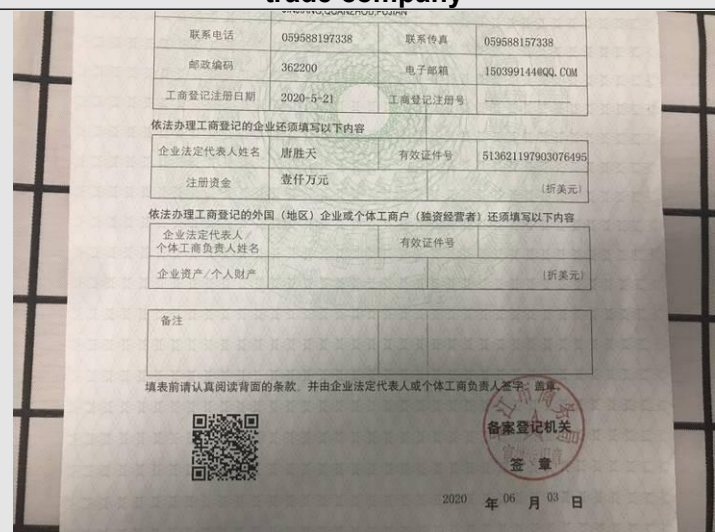 trade company
JINJIANG,QUANZHOU,FUJIAN
联系电话 059588197338 联系传真 059588157338
邮政编码 362200 电子邮箱 150399144@QQ.COM
工商登记注册日期 2020-5-21 工商登记注册号 ——————
依法办理工商登记的企业还须填写以下内容
企业法定代表人姓名 唐胜天 有效证件号 513621197903076495
注册资金 壹仟万元 (折美元)
依法办理工商登记的外国（地区）企业或个体工商户（独资经营者）还须填写以下内容
企业法定代表人/
个体工商负责人姓名 有效证件号
企业资产/个人财产 (折美元)
备注
填表前请认真阅读背面的条款，并由企业法定代表人或个体工商负责人签字、盖章。
江市商务局
备案登记机关
签 章
2020 年 06 月 03 日